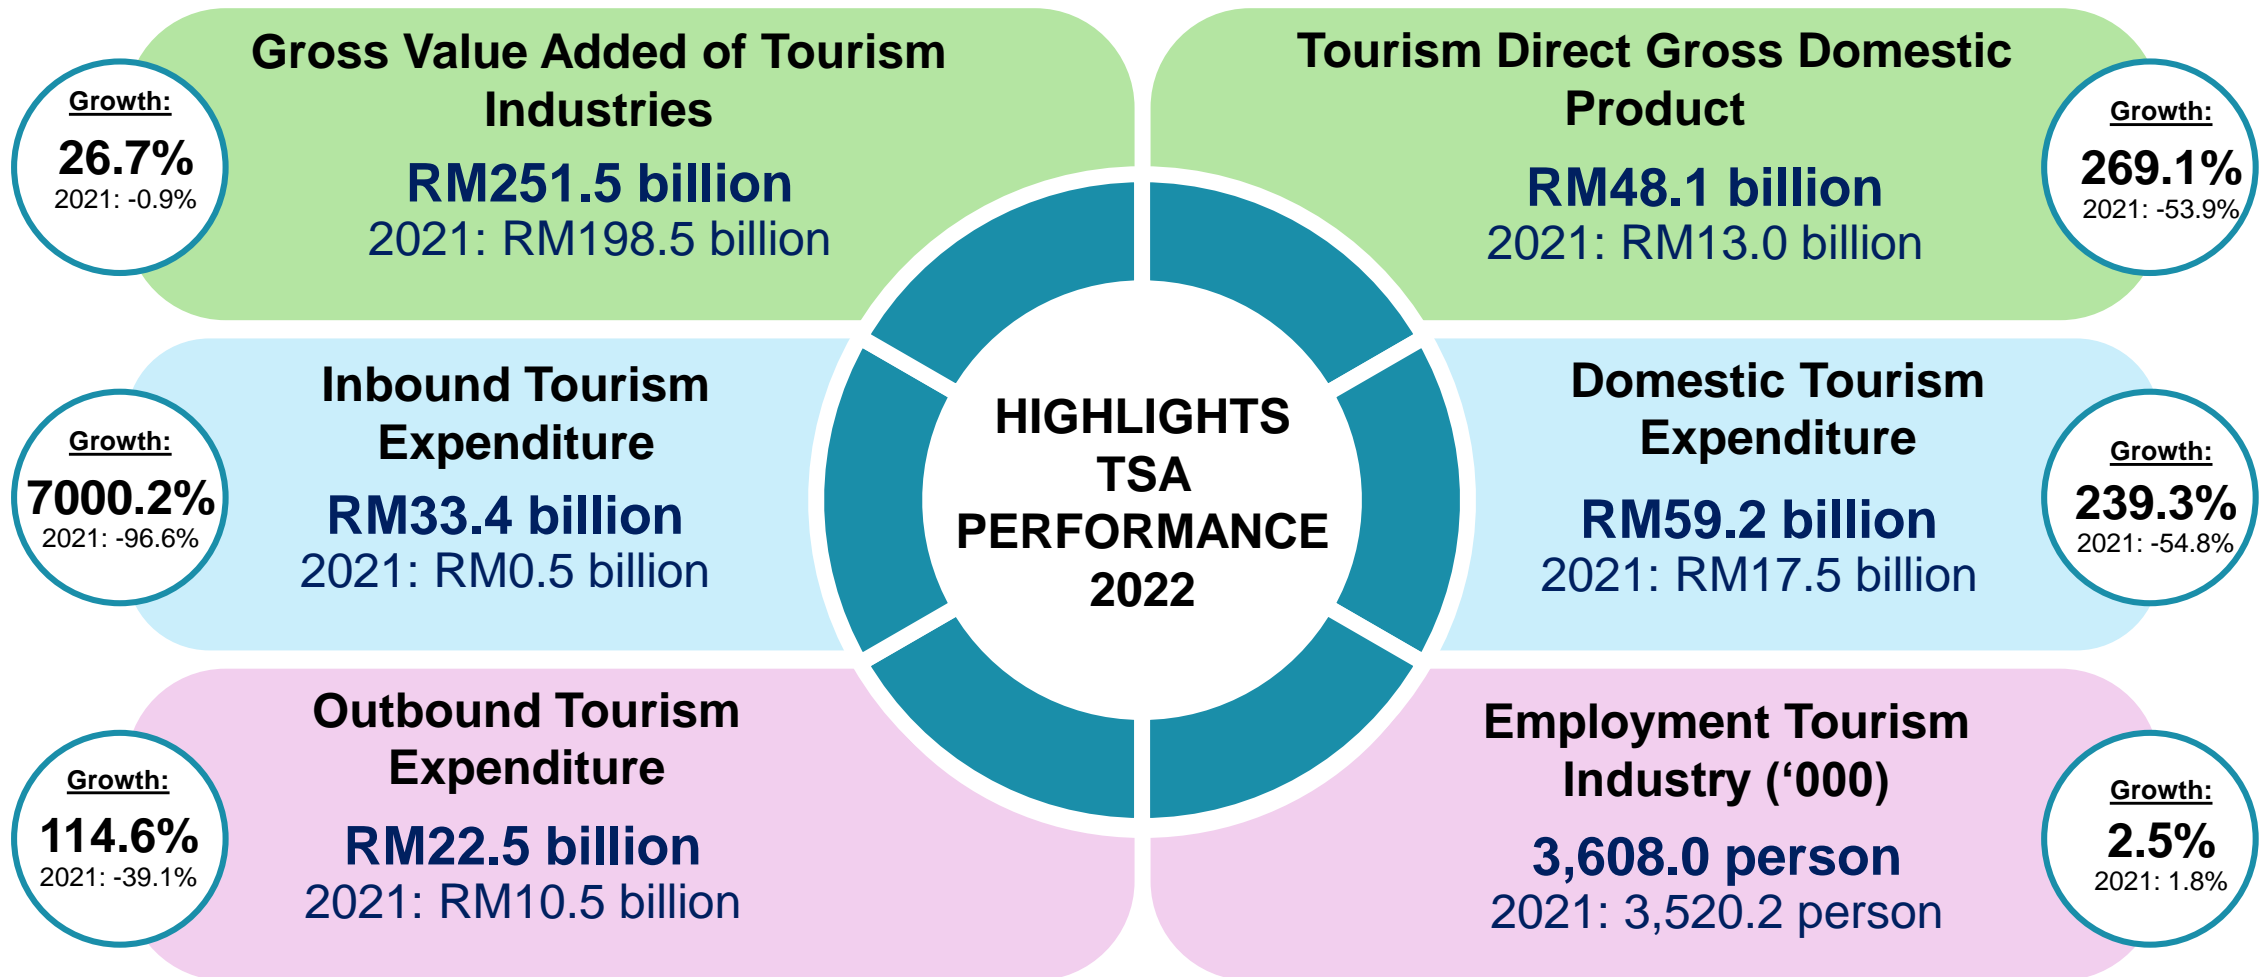 Gross Value Added of Tourism
Industries
RM251.5 billion
2021: RM198.5 billion
Growth:
26.7%
2021: -0.9%
Tourism Direct Gross Domestic
Product
RM48.1 billion
2021: RM13.0 billion
Growth:
269.1%
2021: -53.9%
Inbound Tourism
Expenditure
RM33.4 billion
2021: RM0.5 billion
Growth:
7000.2%
2021: -96.6%
HIGHLIGHTS
TSA
PERFORMANCE
2022
Domestic Tourism
Expenditure
RM59.2 billion
2021: RM17.5 billion
Growth:
239.3%
2021: -54.8%
Outbound Tourism
Expenditure
RM22.5 billion
2021: RM10.5 billion
Growth:
114.6%
2021: -39.1%
Employment Tourism
Industry (‘000)
3,608.0 person
2021: 3,520.2 person
Growth:
2.5%
2021: 1.8%